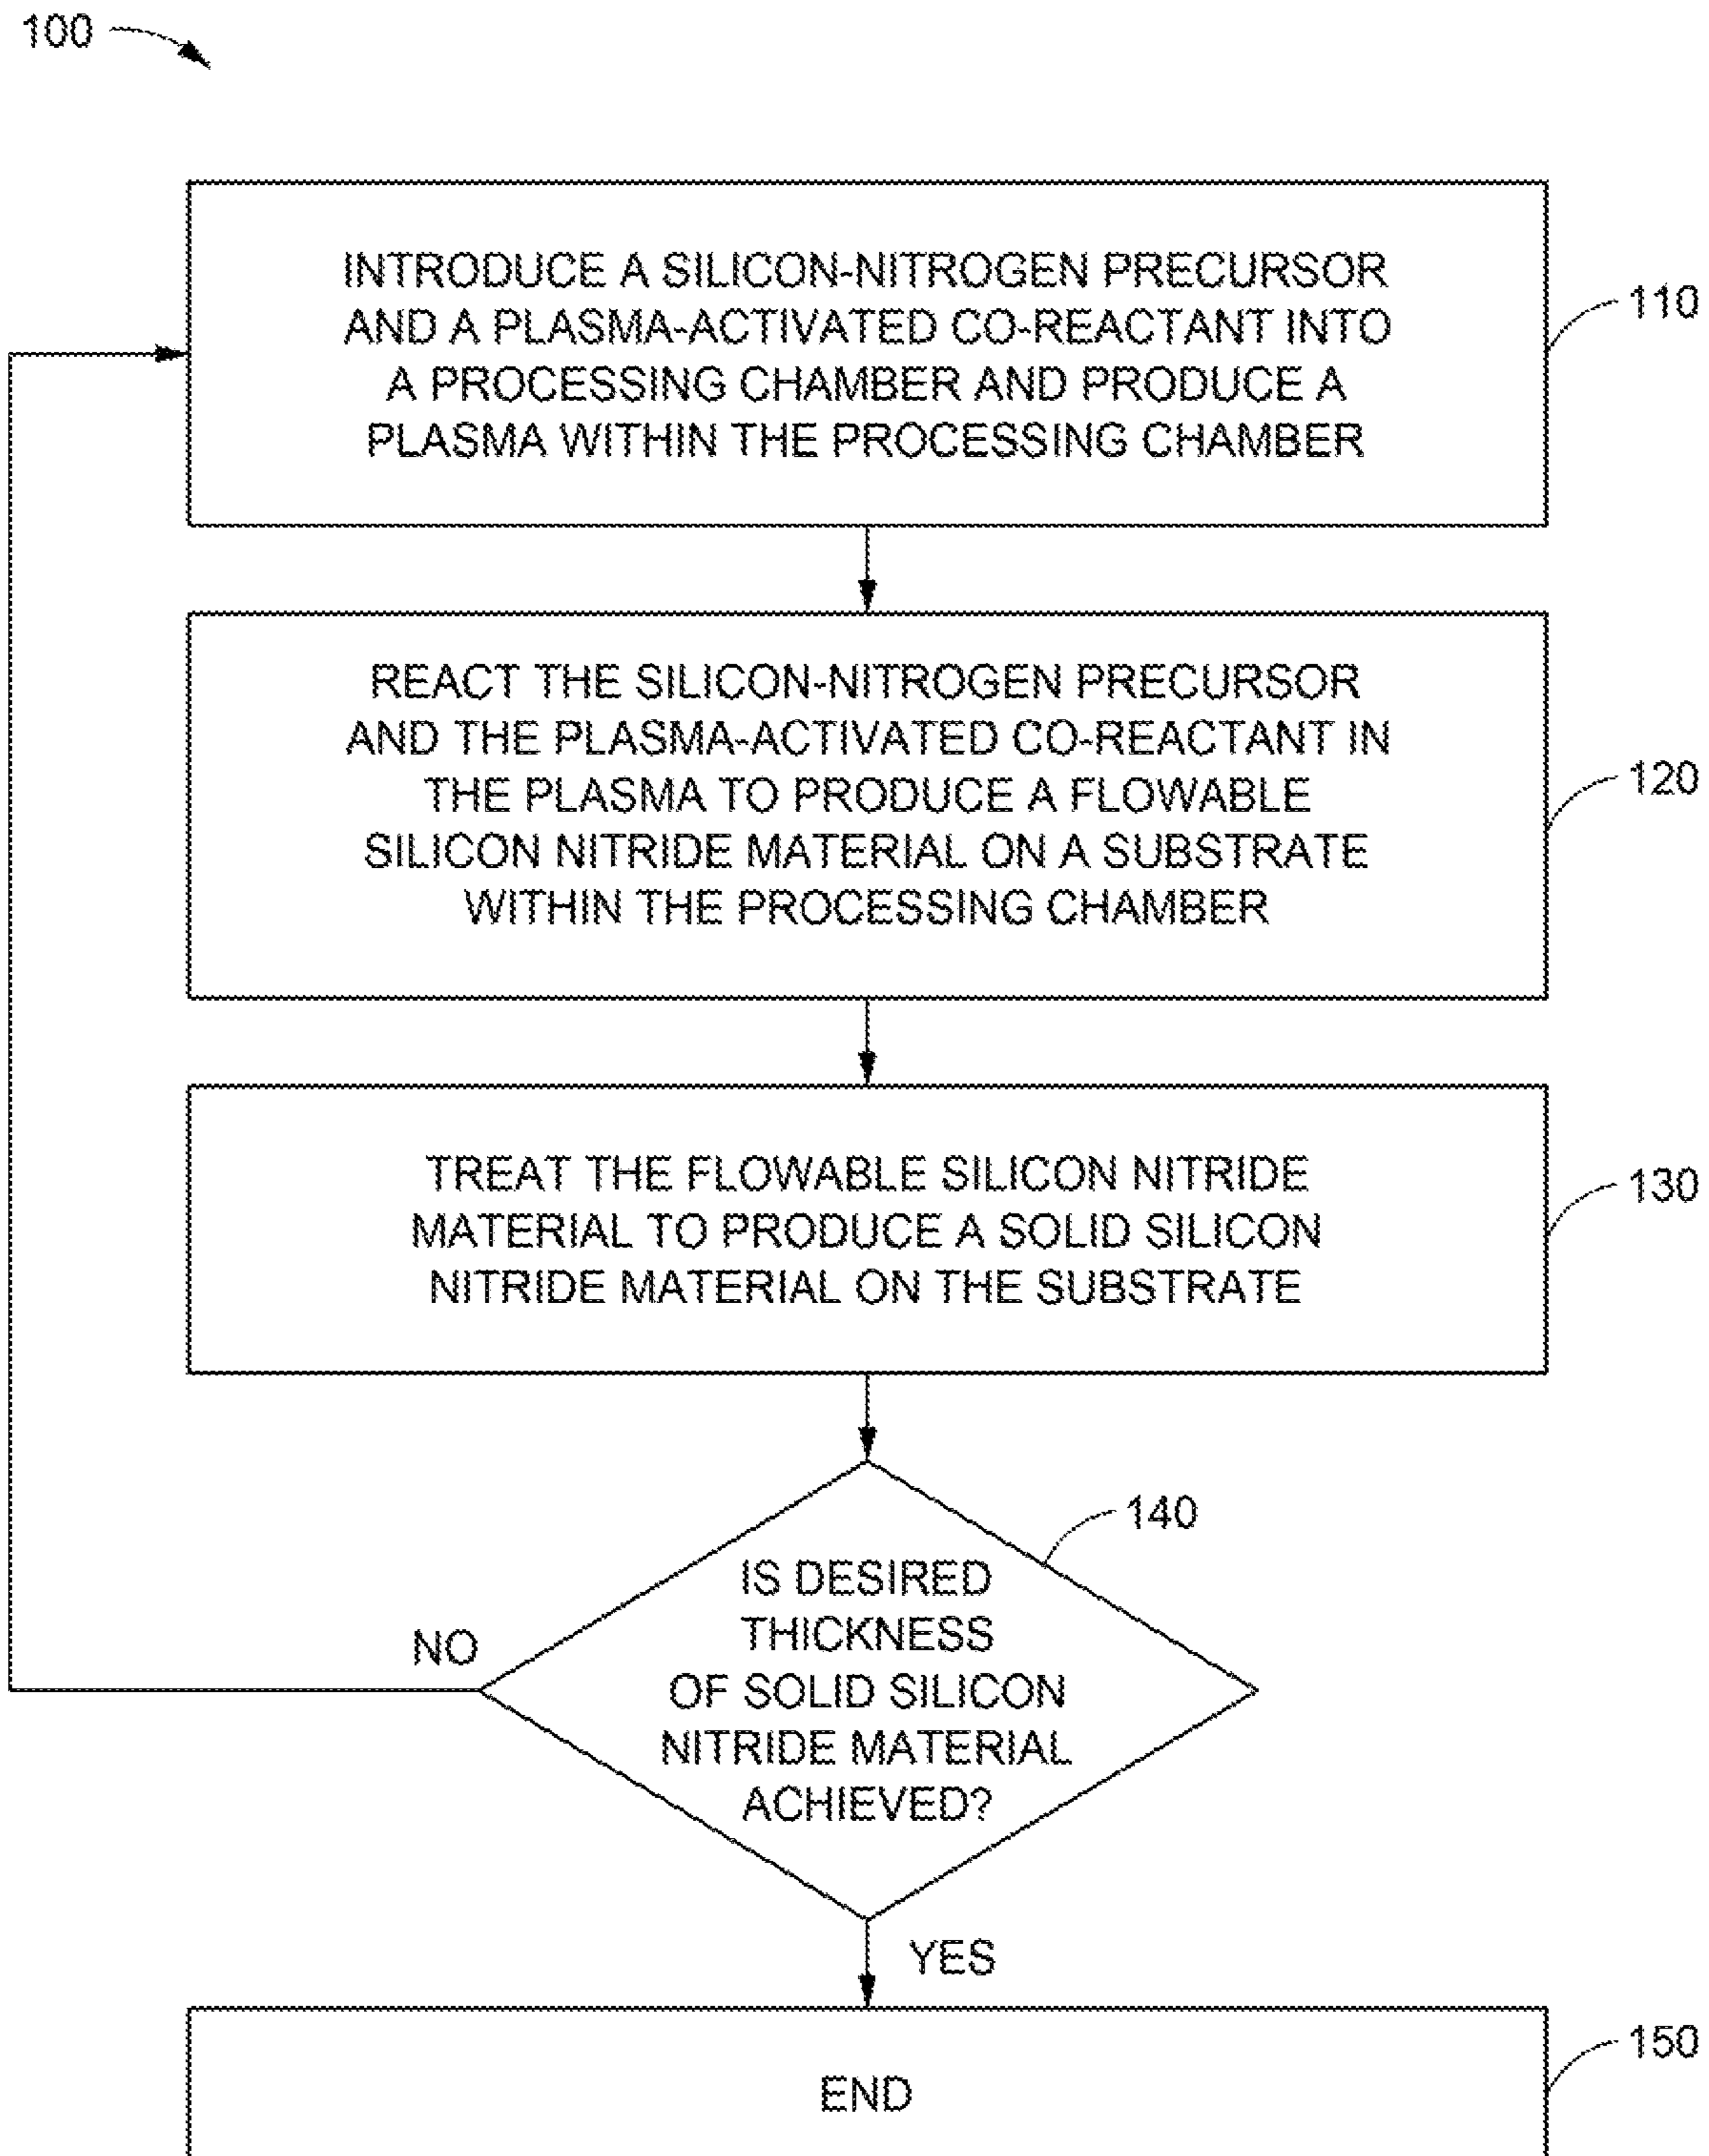 100
INTRODUCE A SILICON-NITROGEN PRECURSOR
AND A PLASMA-ACTIVATED CO-REACTANT INTO
A PROCESSING CHAMBER AND PRODUCE A
PLASMA WITHIN THE PROCESSING CHAMBER
110
REACT THE SILICON-NITROGEN PRECURSOR
AND THE PLASMA-ACTIVATED CO-REACTANT IN
THE PLASMA TO PRODUCE A FLOWABLE
SILICON NITRIDE MATERIAL ON A SUBSTRATE
WITHIN THE PROCESSING CHAMBER
120
TREAT THE FLOWABLE SILICON NITRIDE
MATERIAL TO PRODUCE A SOLID SILICON
NITRIDE MATERIAL ON THE SUBSTRATE
130
140
IS DESIRED
THICKNESS
OF SOLID SILICON
NITRIDE MATERIAL
ACHIEVED?
NO
YES
END
150